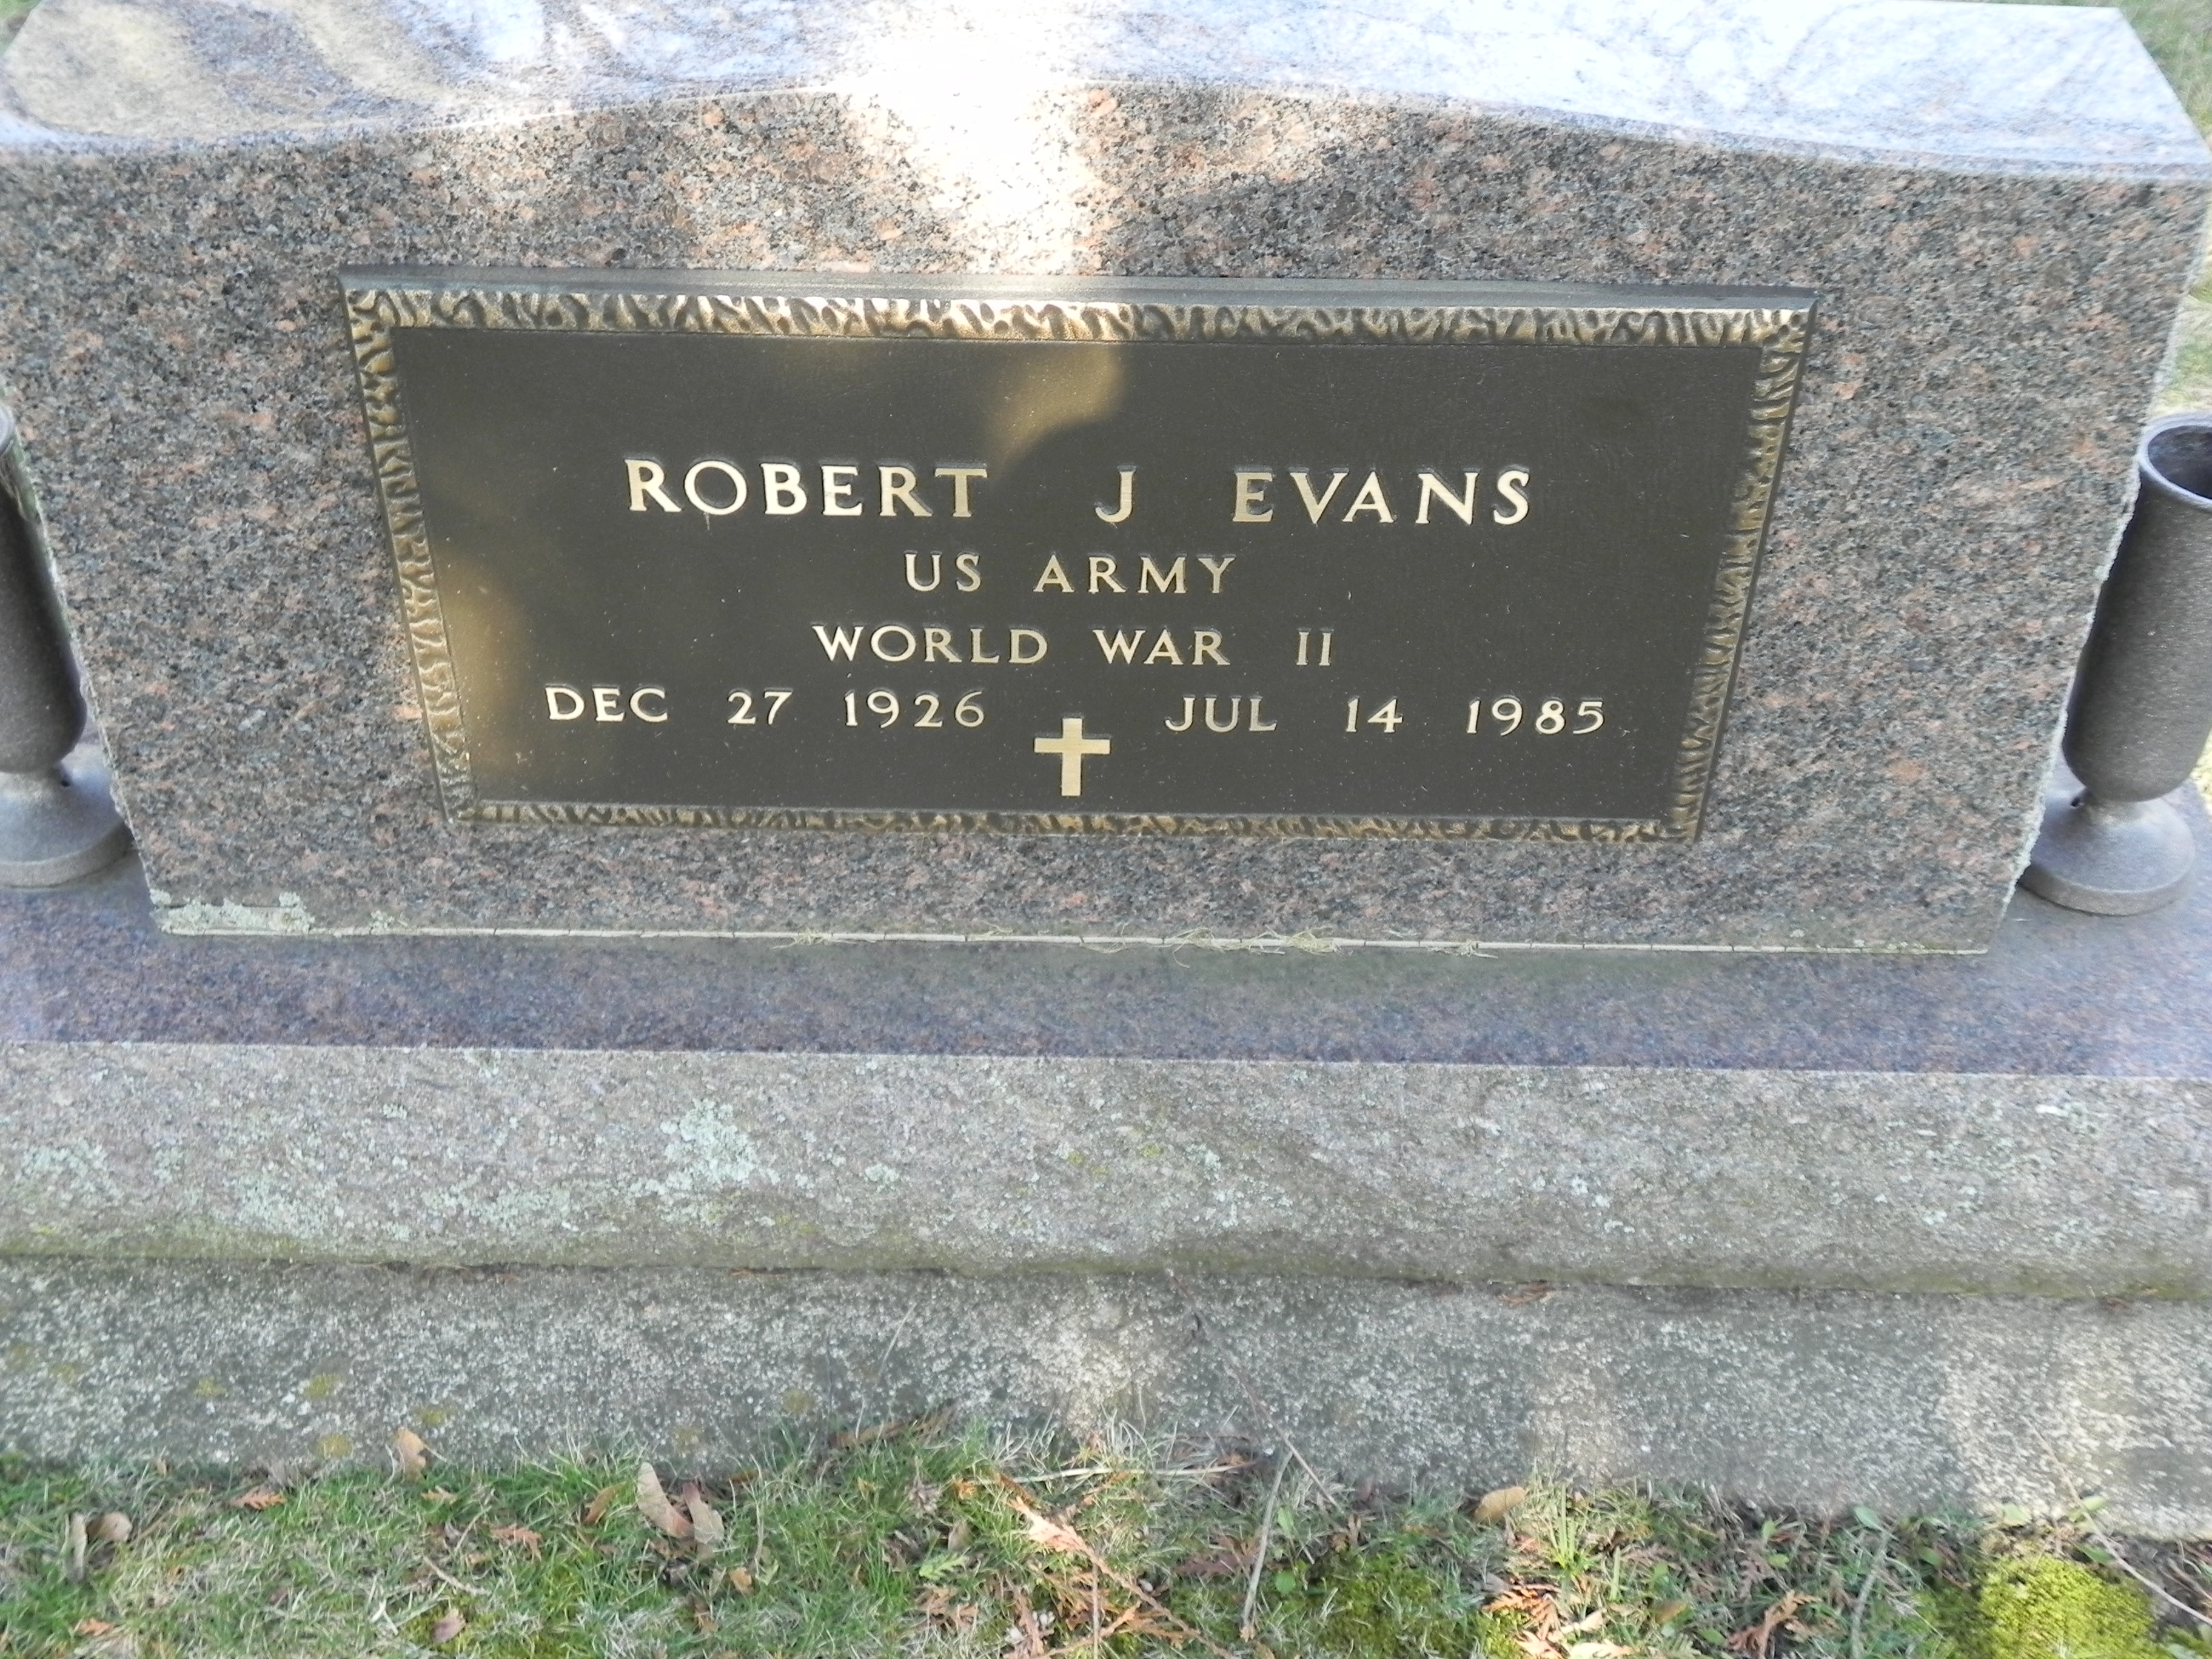 ROBERT J EVANS
US ARMY
WORLD WAR II
DEC 27 1926 JUL 14 1985